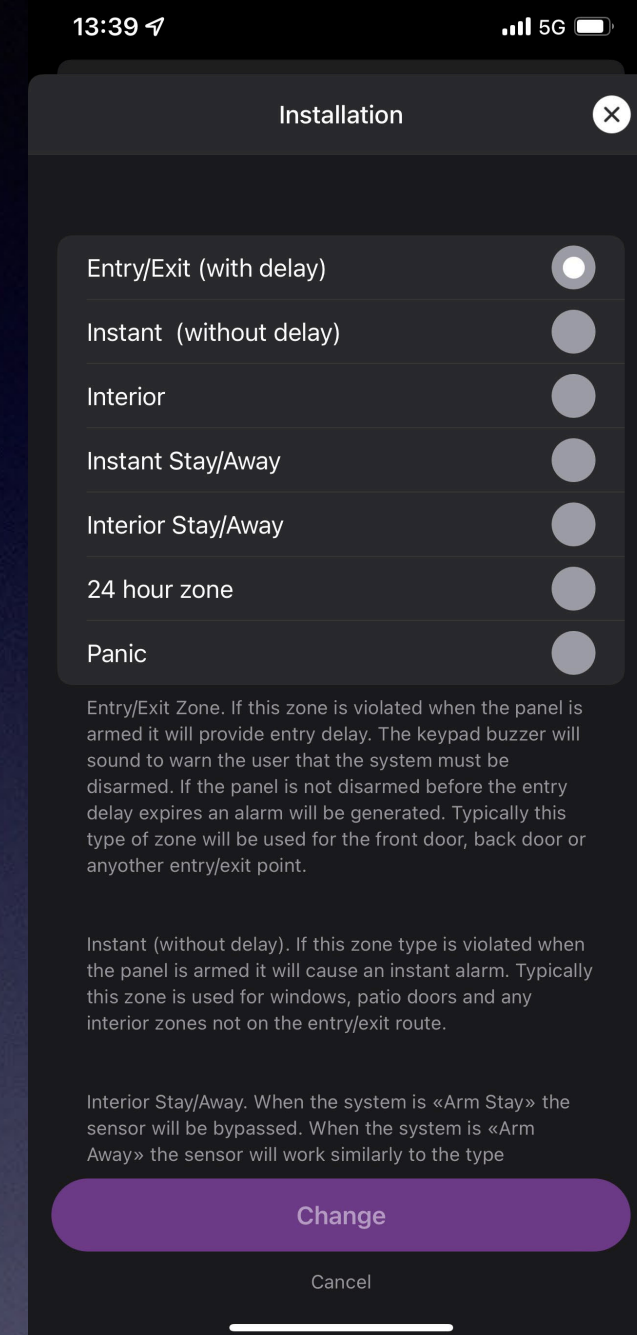 13:39
5G
Installation
Entry/Exit (with delay)
Instant (without delay)
Interior
Instant Stay/Away
Interior Stay/Away
24 hour zone
Panic
Entry/Exit Zone. If this zone is violated when the panel is
armed it will provide entry delay. The keypad buzzer will
sound to warn the user that the system must be
disarmed. If the panel is not disarmed before the entry
delay expires an alarm will be generated. Typically this
type of zone will be used for the front door, back door or
anyother entry/exit point.
Instant (without delay). If this zone type is violated when
the panel is armed it will cause an instant alarm. Typically
this zone is used for windows, patio doors and any
interior zones not on the entry/exit route.
Interior Stay/Away. When the system is «Arm Stay» the
sensor will be bypassed. When the system is «Arm
Away» the sensor will work similarly to the type
Change
Cancel